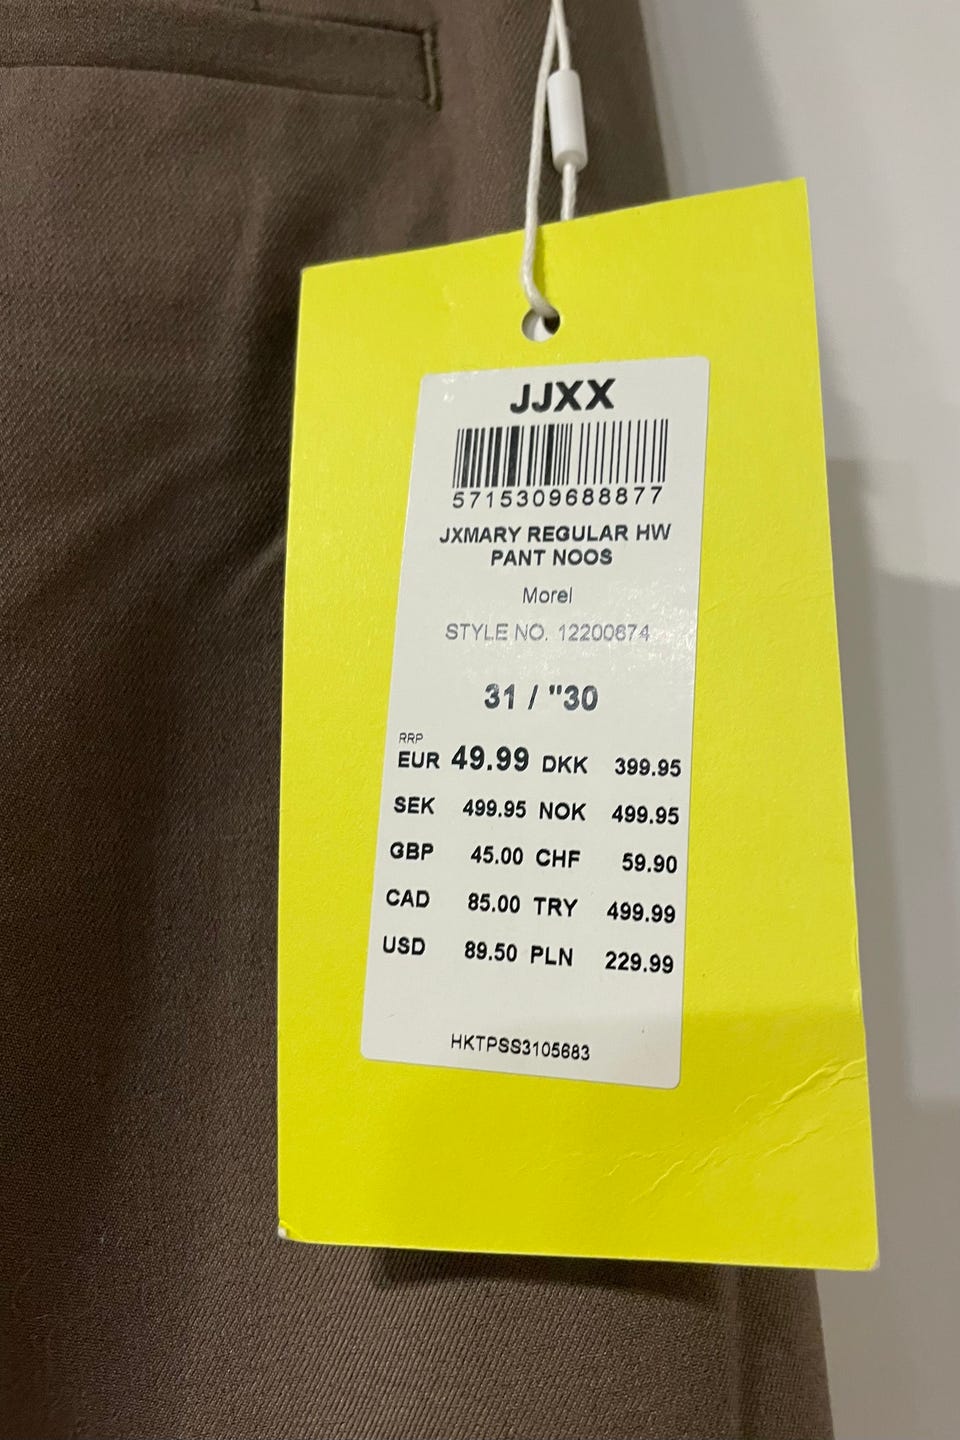 JJXX
5715309688877
JXMARY REGULAR HW
PANT NOOS
Morel
STYLE NO. 12200674
31 / "30
RRP
EUR 49.99 DKK 399.95
SEK 499.95 NOK 499.95
GBP 45.00 CHF 59.90
CAD 85.00 TRY 499.99
USD 89.50 PLN 229.99
HKTPSS3105683